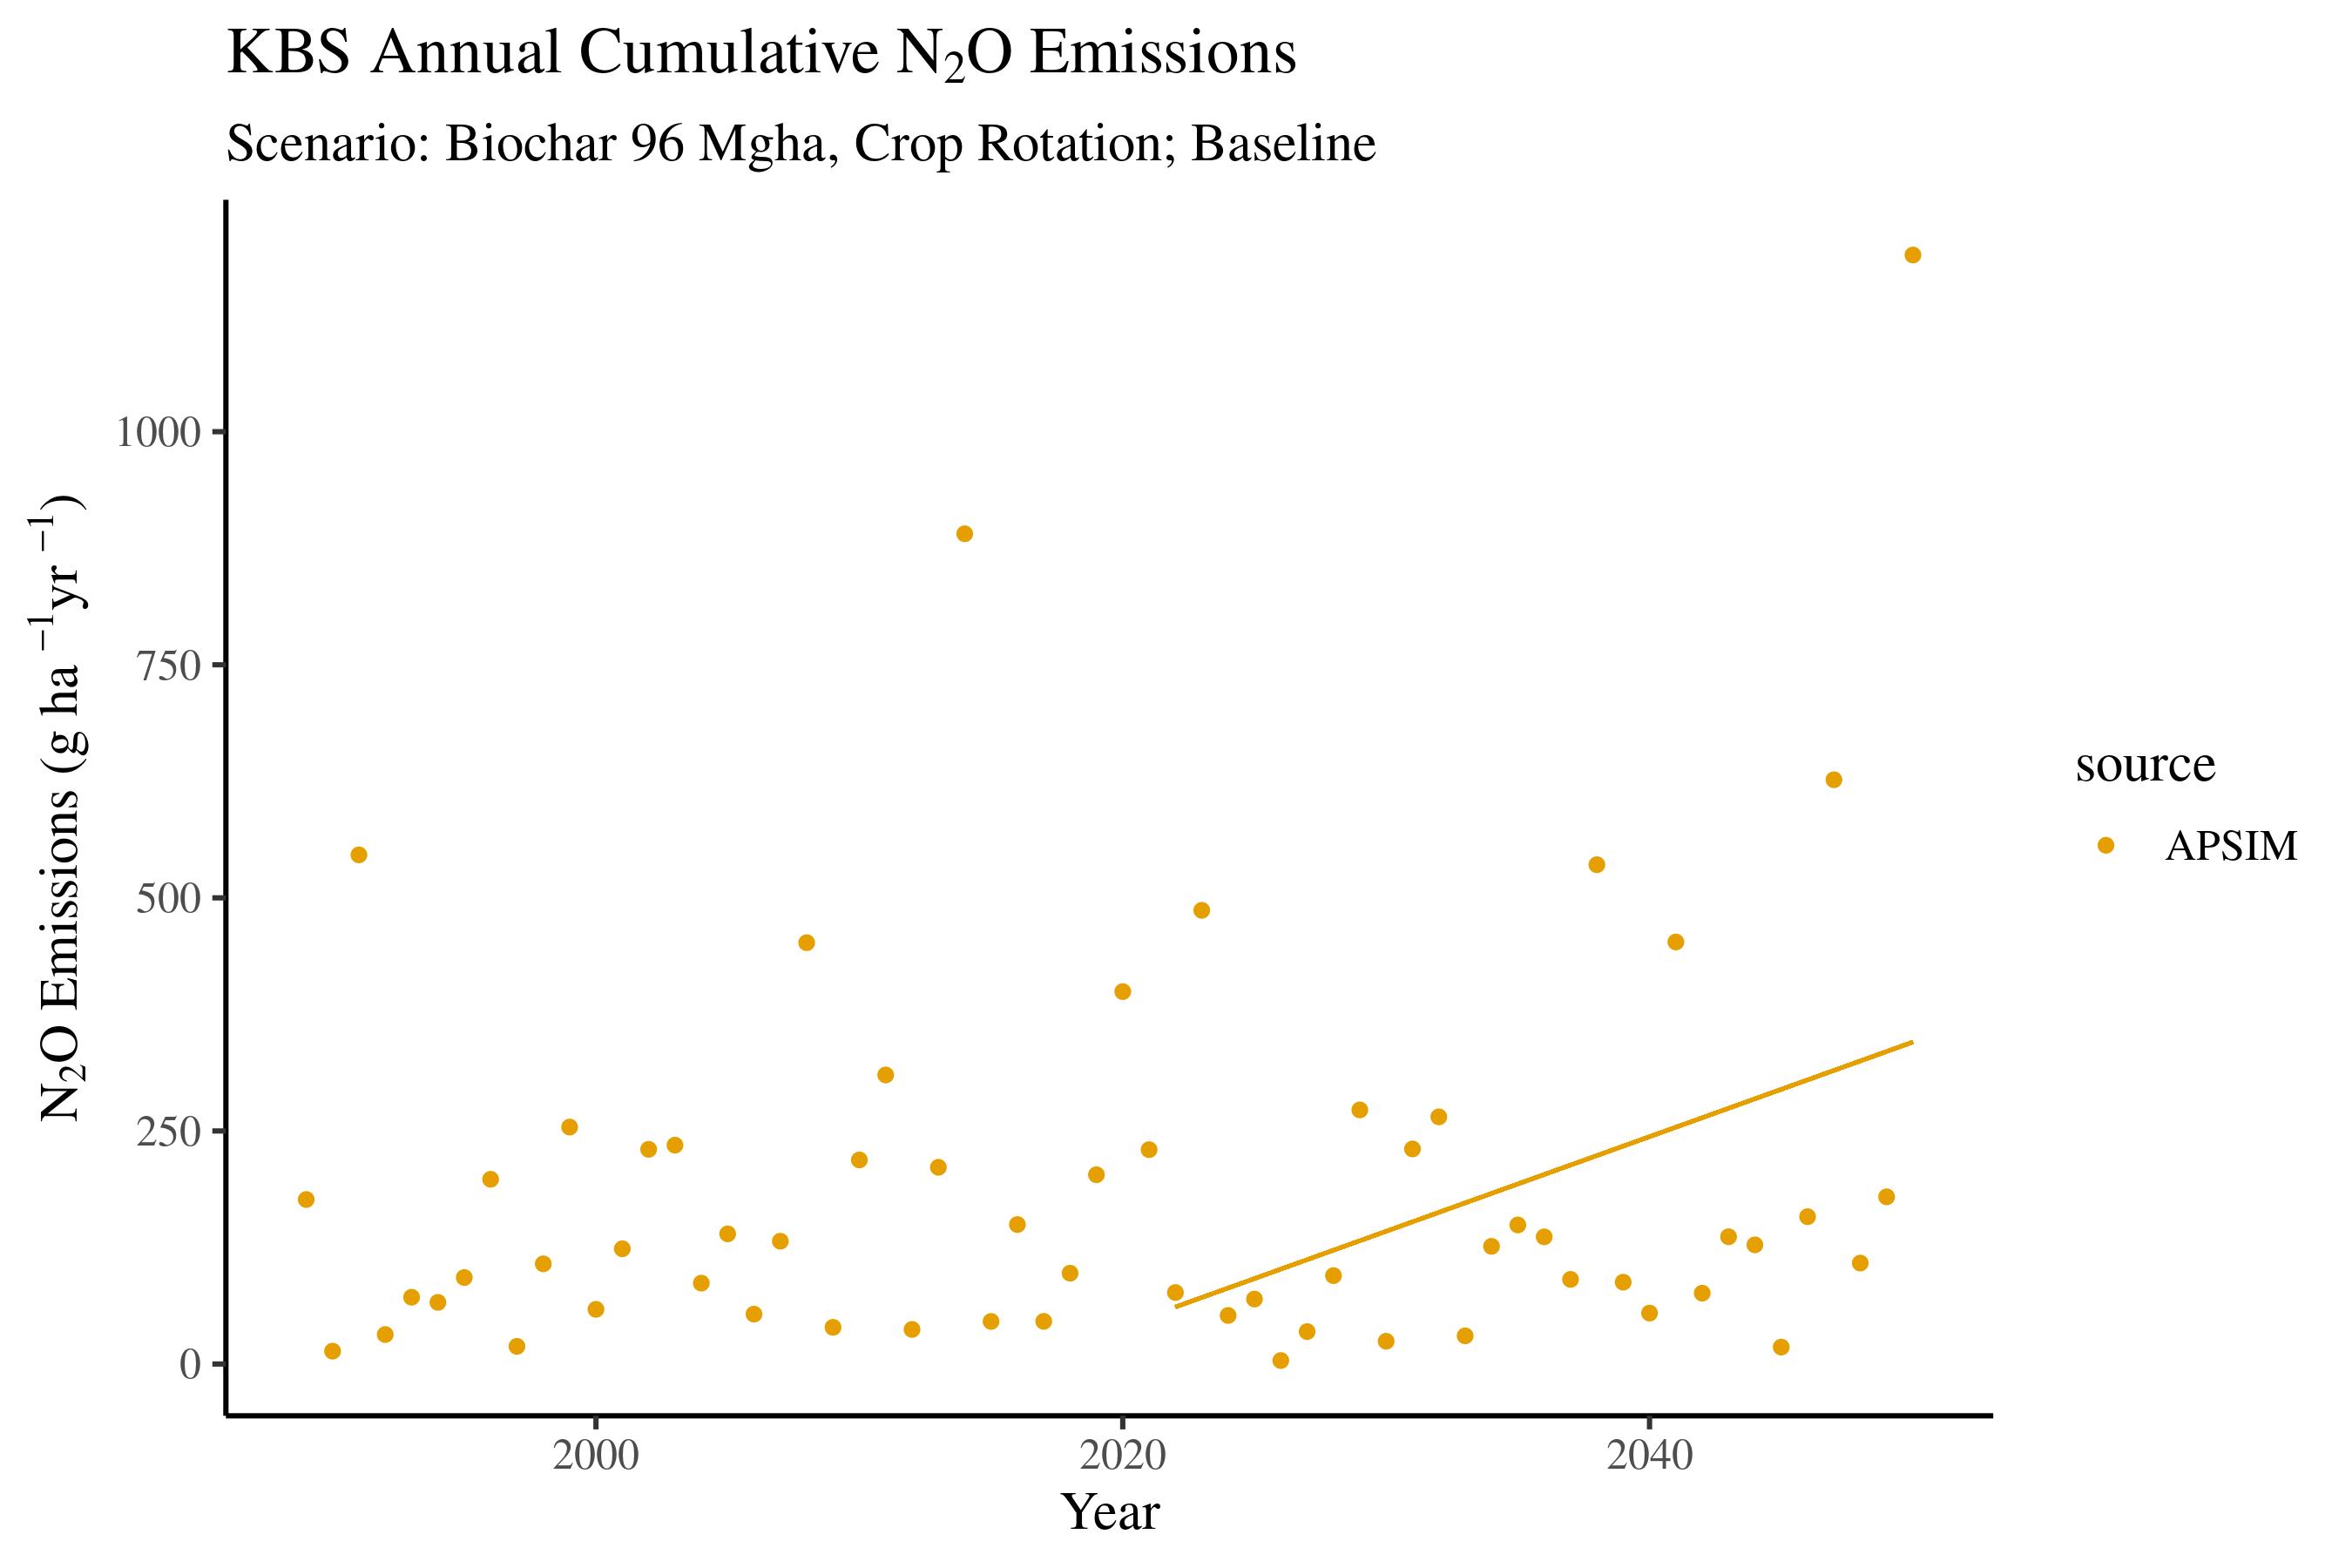 KBS Annual Cumulative N₂O Emissions
Scenario: Biochar 96 Mgha, Crop Rotation; Baseline
N₂O Emissions (g ha⁻¹yr⁻¹)
1000
750
500
250
0
2000
2020
2040
Year
source
APSIM